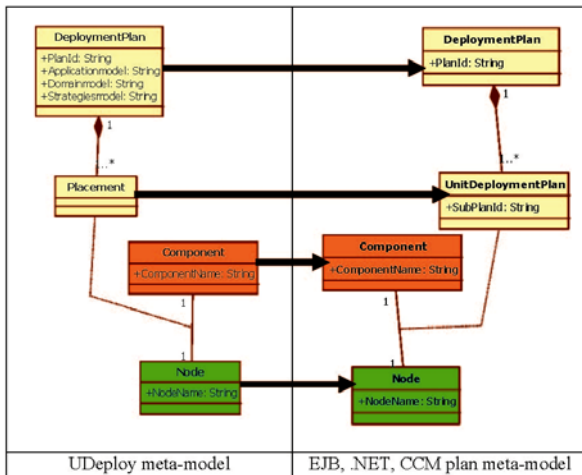 DeploymentPlan
+PlanId: String
+Applicationmodel: String
+Domainmodel: String
+Strategiesmodel: String
1
1..*
Placement
Component
+ComponentName: String
1
1
Node
+NodeName: String
UDeploy meta-model
DeploymentPlan
+PlanId: String
1
1..*
UnitDeploymentPlan
+SubPlanId: String
Component
+ComponentName: String
1
1
Node
+NodeName: String
EJB, .NET, CCM plan meta-model